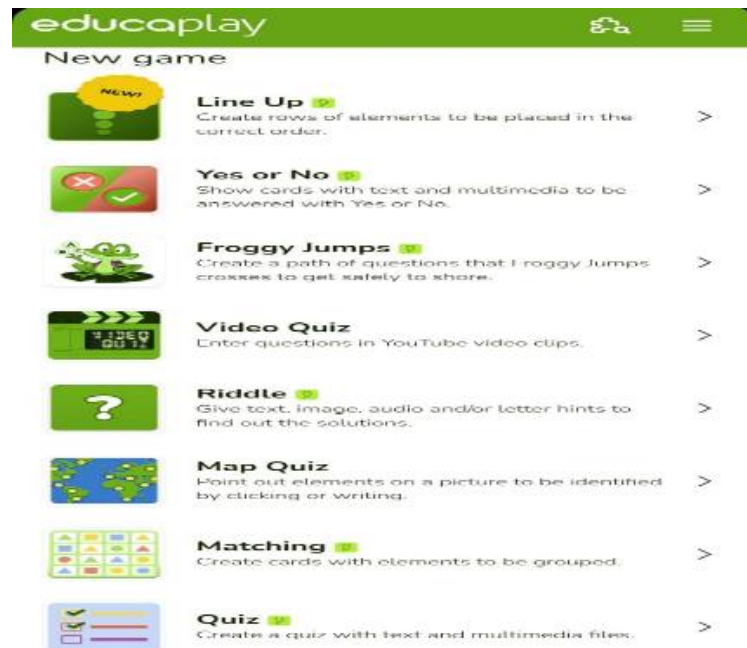 educaplay
New game
NEW!
Line Up
Create rows of elements to be placed in the
correct order.
Yes or No
Show cards with text and multimedia to be
answered with Yes or No.
Froggy Jumps
Create a path of questions that Froggy Jumps
crosses to get safely to shore.
VIDEO
QUIZ
Video Quiz
Enter questions in YouTube video clips.
?
Riddle
Give text, image, audio and/or letter hints to
find out the solutions.
Map Quiz
Point out elements on a picture to be identified
by clicking or writing.
Matching
Create cards with elements to be grouped.
Quiz
Create a quiz with text and multimedia files.